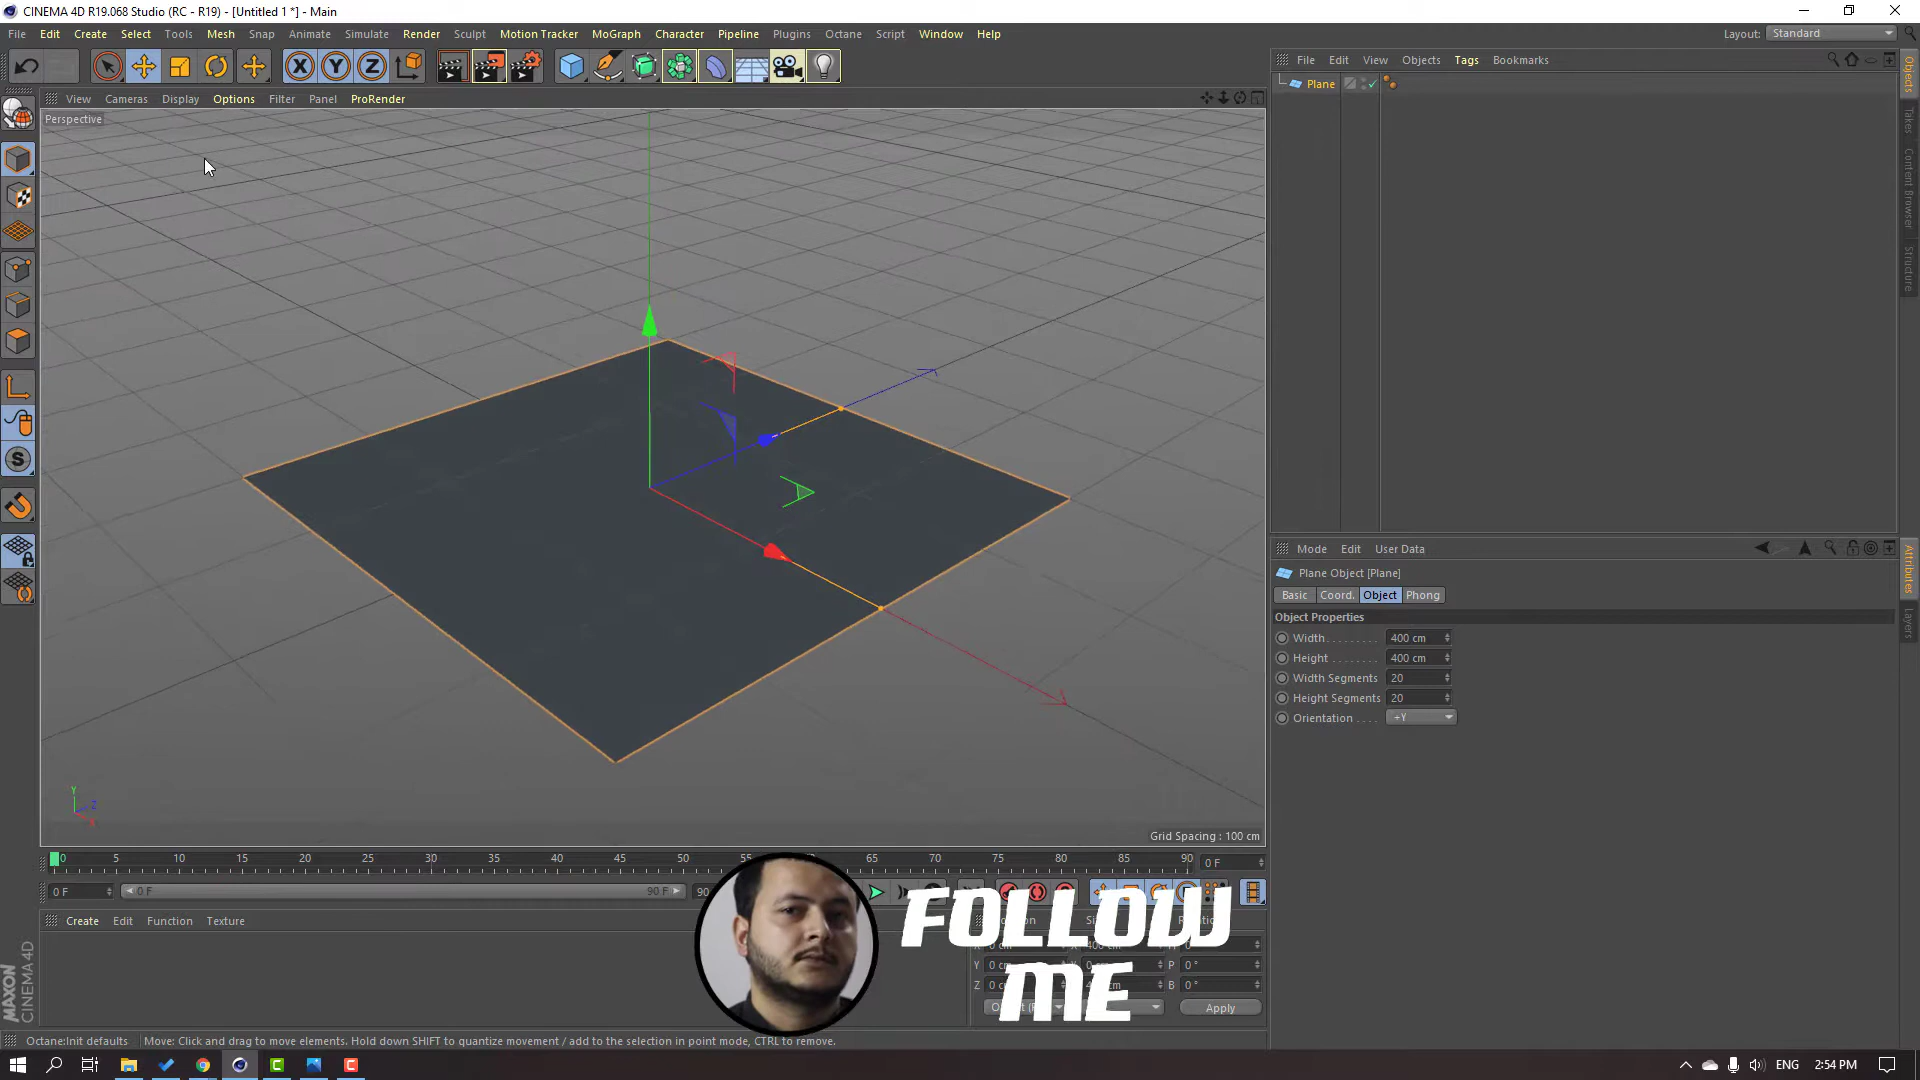 CINEMA 4D R19.068 Studio (RC - R19) - [Untitled 1 *] - Main
File Edit Create Select Tools Mesh Snap Animate Simulate Render Sculpt Motion Tracker MoGraph Character Pipeline Plugins Octane Script Window Help
Layout: Standard
File Edit View Objects Tags Bookmarks
Plane
View Cameras Display Options Filter Panel ProRender
Perspective
Objects
Takes
Content Browser
Structure
Mode Edit User Data
Plane Object [Plane]
Basic Coord. Object Phong
Object Properties
Width 400 cm
Height 400 cm
Width Segments 20
Height Segments 20
Orientation +Y
Attributes
Layers
Y
Z
X
Grid Spacing : 100 cm
0 5 10 15 20 25 30 35 40 45 50 55 65 70 75 80 85 90 0 F
0 F 0 F 90 F 90
Create Edit Function Texture
FOLLOW
ME
Y 0 cm P 0 °
Z B 0 °
Apply
MAXON
CINEMA 4D
Octane:Init defaults Move: Click and drag to move elements. Hold down SHIFT to quantize movement / add to the selection in point mode, CTRL to remove.
ENG 2:54 PM